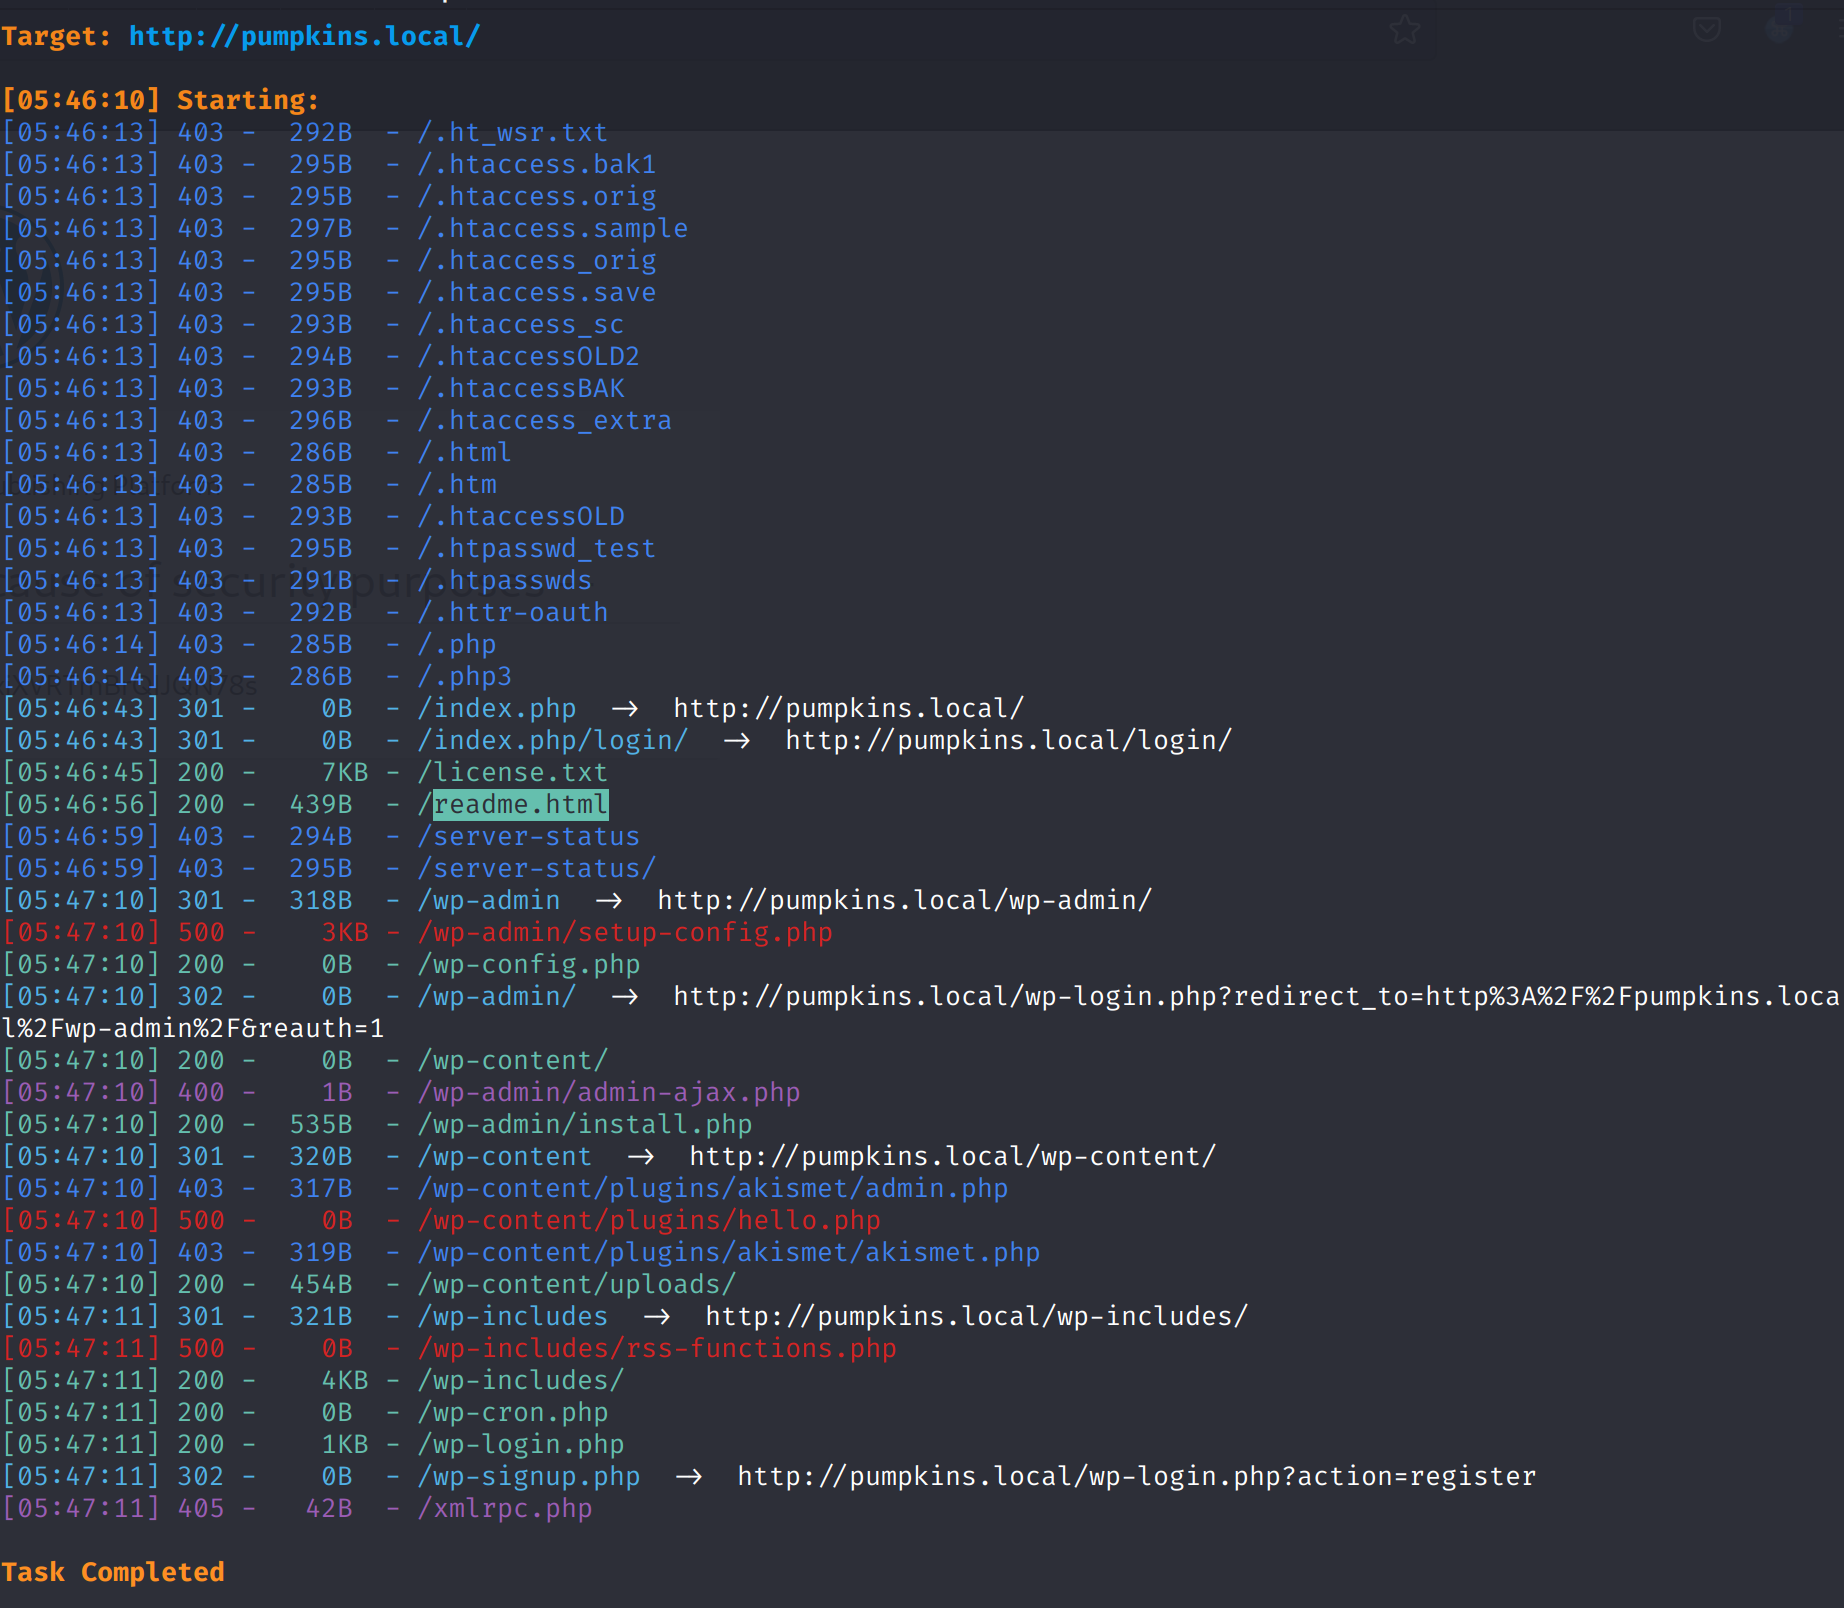 Target: http://pumpkins.local/
[05:46:10] Starting:
[05:46:13] 403 -  292B  - /.ht_wsr.txt
[05:46:13] 403 -  295B  - /.htaccess.bak1
[05:46:13] 403 -  295B  - /.htaccess.orig
[05:46:13] 403 -  297B  - /.htaccess.sample
[05:46:13] 403 -  295B  - /.htaccess_orig
[05:46:13] 403 -  295B  - /.htaccess.save
[05:46:13] 403 -  293B  - /.htaccess_sc
[05:46:13] 403 -  294B  - /.htaccessOLD2
[05:46:13] 403 -  293B  - /.htaccessBAK
[05:46:13] 403 -  296B  - /.htaccess_extra
[05:46:13] 403 -  286B  - /.html
[05:46:13] 403 -  285B  - /.htm
[05:46:13] 403 -  293B  - /.htaccessOLD
[05:46:13] 403 -  295B  - /.htpasswd_test
[05:46:13] 403 -  291B  - /.htpasswds
[05:46:13] 403 -  292B  - /.httr-oauth
[05:46:14] 403 -  285B  - /.php
[05:46:14] 403 -  286B  - /.php3
[05:46:43] 301 -    0B  - /index.php  →  http://pumpkins.local/
[05:46:43] 301 -    0B  - /index.php/login/  →  http://pumpkins.local/login/
[05:46:45] 200 -    7KB - /license.txt
[05:46:56] 200 -  439B  - /readme.html
[05:46:59] 403 -  294B  - /server-status
[05:46:59] 403 -  295B  - /server-status/
[05:47:10] 301 -  318B  - /wp-admin  →  http://pumpkins.local/wp-admin/
[05:47:10] 500 -    3KB - /wp-admin/setup-config.php
[05:47:10] 200 -    0B  - /wp-config.php
[05:47:10] 302 -    0B  - /wp-admin/  →  http://pumpkins.local/wp-login.php?redirect_to=http%3A%2F%2Fpumpkins.loca
l%2Fwp-admin%2F&reauth=1
[05:47:10] 200 -    0B  - /wp-content/
[05:47:10] 400 -    1B  - /wp-admin/admin-ajax.php
[05:47:10] 200 -  535B  - /wp-admin/install.php
[05:47:10] 301 -  320B  - /wp-content  →  http://pumpkins.local/wp-content/
[05:47:10] 403 -  317B  - /wp-content/plugins/akismet/admin.php
[05:47:10] 500 -    0B  - /wp-content/plugins/hello.php
[05:47:10] 403 -  319B  - /wp-content/plugins/akismet/akismet.php
[05:47:10] 200 -  454B  - /wp-content/uploads/
[05:47:11] 301 -  321B  - /wp-includes  →  http://pumpkins.local/wp-includes/
[05:47:11] 500 -    0B  - /wp-includes/rss-functions.php
[05:47:11] 200 -    4KB - /wp-includes/
[05:47:11] 200 -    0B  - /wp-cron.php
[05:47:11] 200 -    1KB - /wp-login.php
[05:47:11] 302 -    0B  - /wp-signup.php  →  http://pumpkins.local/wp-login.php?action=register
[05:47:11] 405 -   42B  - /xmlrpc.php
Task Completed